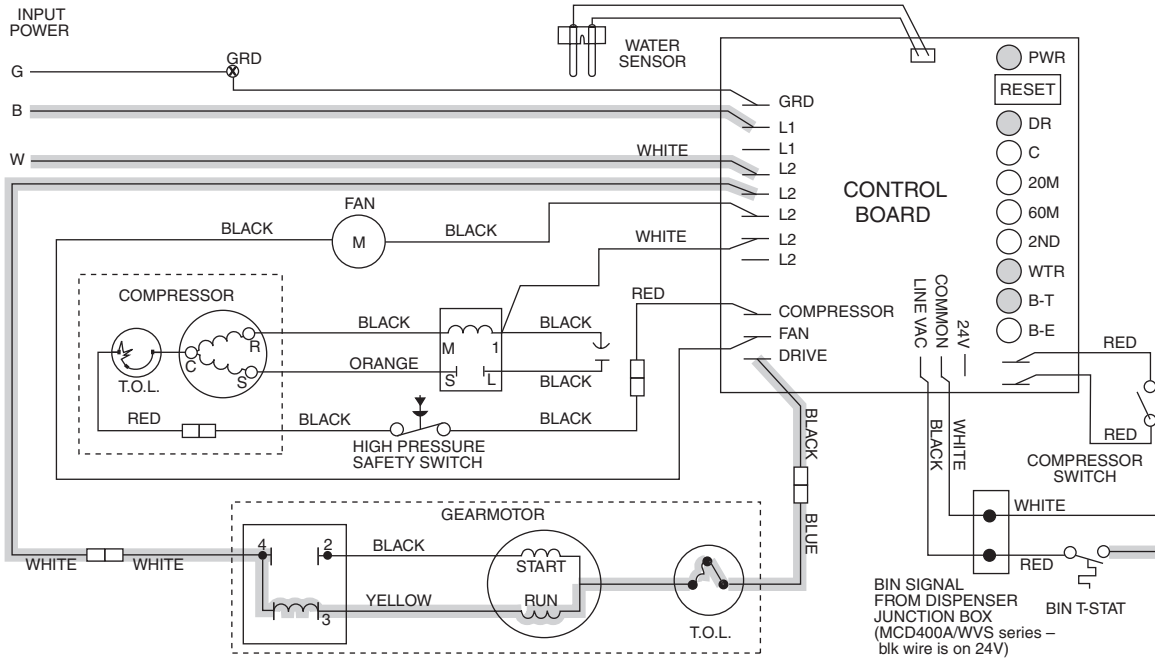 INPUT
POWER
G
GRD
B
W
WATER
SENSOR
GRD
L1
L1
WHITE
L2
L2
L2
WHITE
L2
L2
CONTROL
BOARD
PWR
RESET
DR
C
20M
60M
2ND
WTR
B-T
B-E
FAN
M
BLACK
BLACK
COMPRESSOR
T.O.L.
C
R
S
BLACK
ORANGE
M
1
S
L
BLACK
BLACK
RED
COMPRESSOR
FAN
DRIVE
LINE VAC
COMMON
24V
RED
BLACK
HIGH PRESSURE
SAFETY SWITCH
BLACK
RED
RED
COMPRESSOR
SWITCH
BLACK
BLUE
BLACK
WHITE
WHITE
RED
BIN T-STAT
BIN SIGNAL
FROM DISPENSER
JUNCTION BOX
(MCD400A/WVS series –
blk wire is on 24V)
GEARMOTOR
WHITE
WHITE
4
2
3
BLACK
YELLOW
START
RUN
T.O.L.